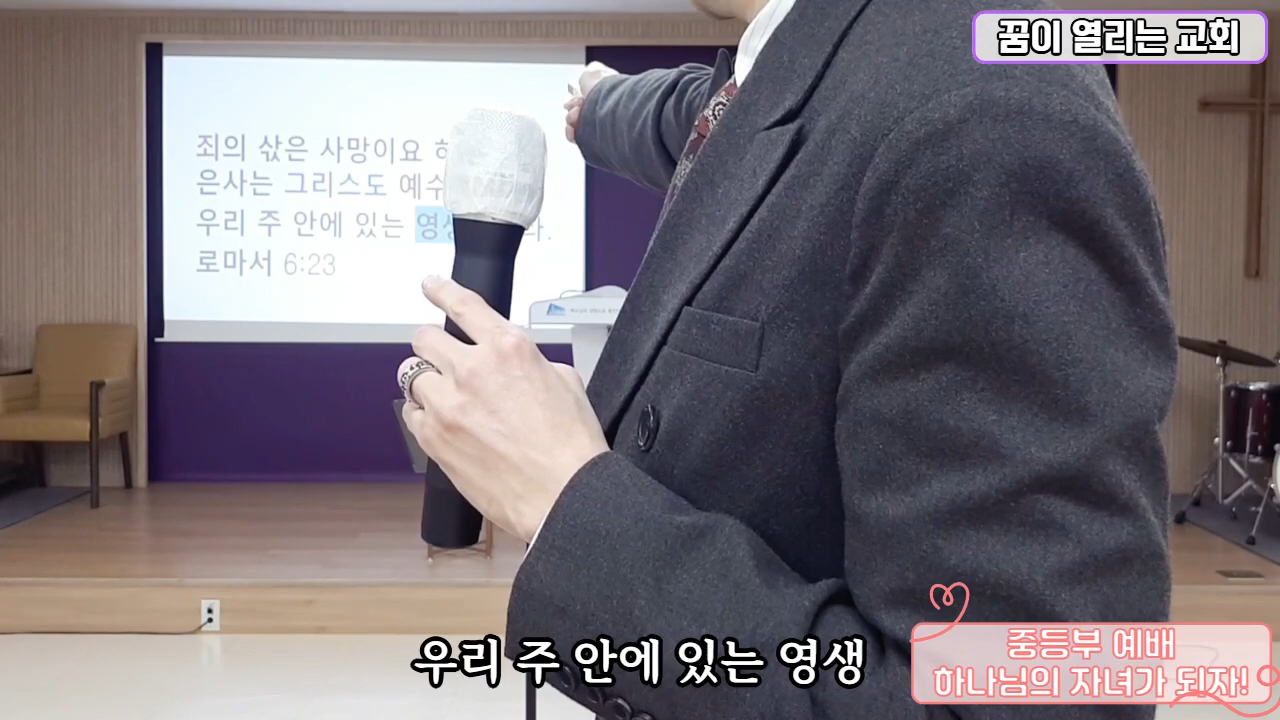 꿈이 열리는 교회
죄의 삯은 사망이요
은사는 그리스도 예수
우리 주 안에 있는
로마서 6:23
우리 주 안에 있는 영생
중등부 예배
하나님의 자녀가 되자!